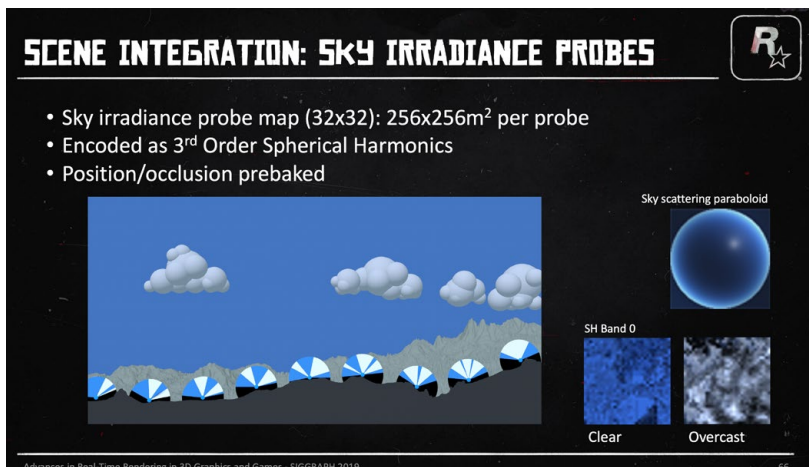 SCENE INTEGRATION: SKY IRRADIANCE PROBES
R
• Sky irradiance probe map (32x32): 256x256m² per probe
• Encoded as 3rd Order Spherical Harmonics
• Position/occlusion prebaked
Sky scattering paraboloid
SH Band 0
Clear
Overcast
Advances in Real-Time Rendering in 3D Graphics and Games - SIGGRAPH 2019
66